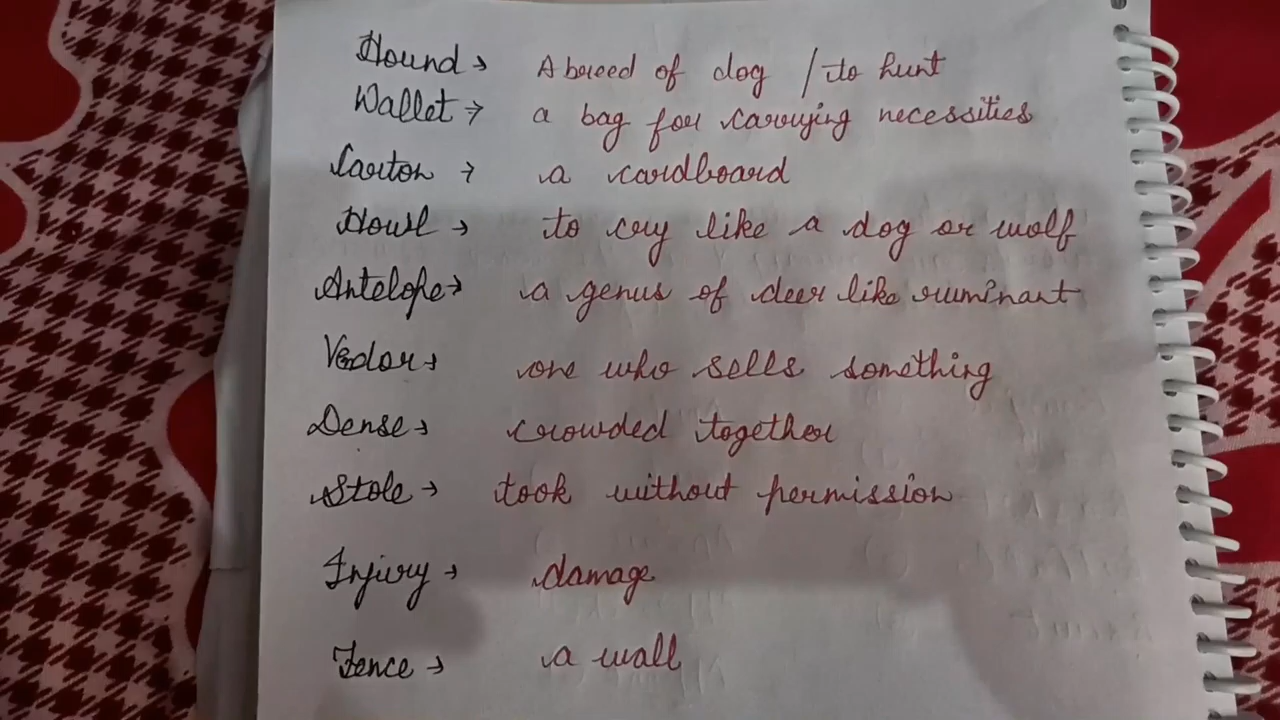 Hound → A breed of dog / to hunt
Wallet → a bag for carrying necessities
Carton → a cardboard
Howl → to cry like a dog or wolf
Antelope → a genus of deer like ruminant
Vendor → one who sells something
Dense → crowded together
Stole → took without permission
Injury → damage
Fence → a wall